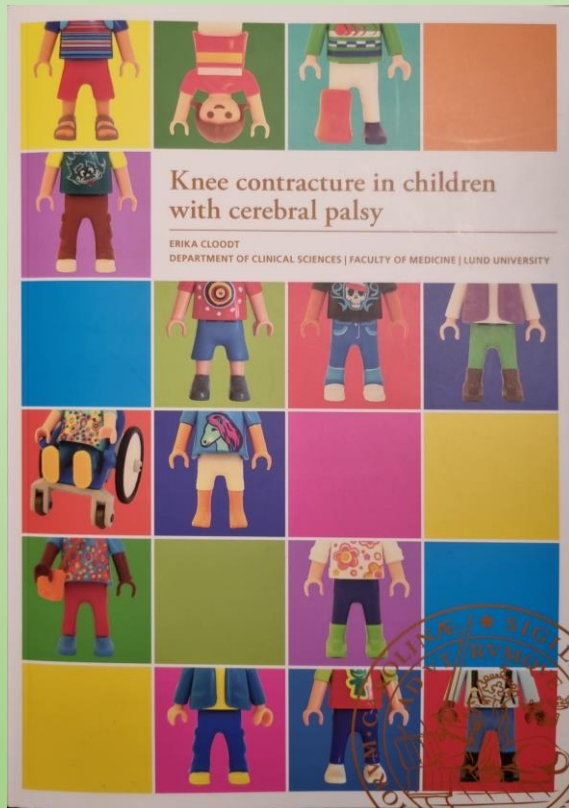 Knee contracture in children
with cerebral palsy
ERIKA CLOODT
DEPARTMENT OF CLINICAL SCIENCES | FACULTY OF MEDICINE | LUND UNIVERSITY